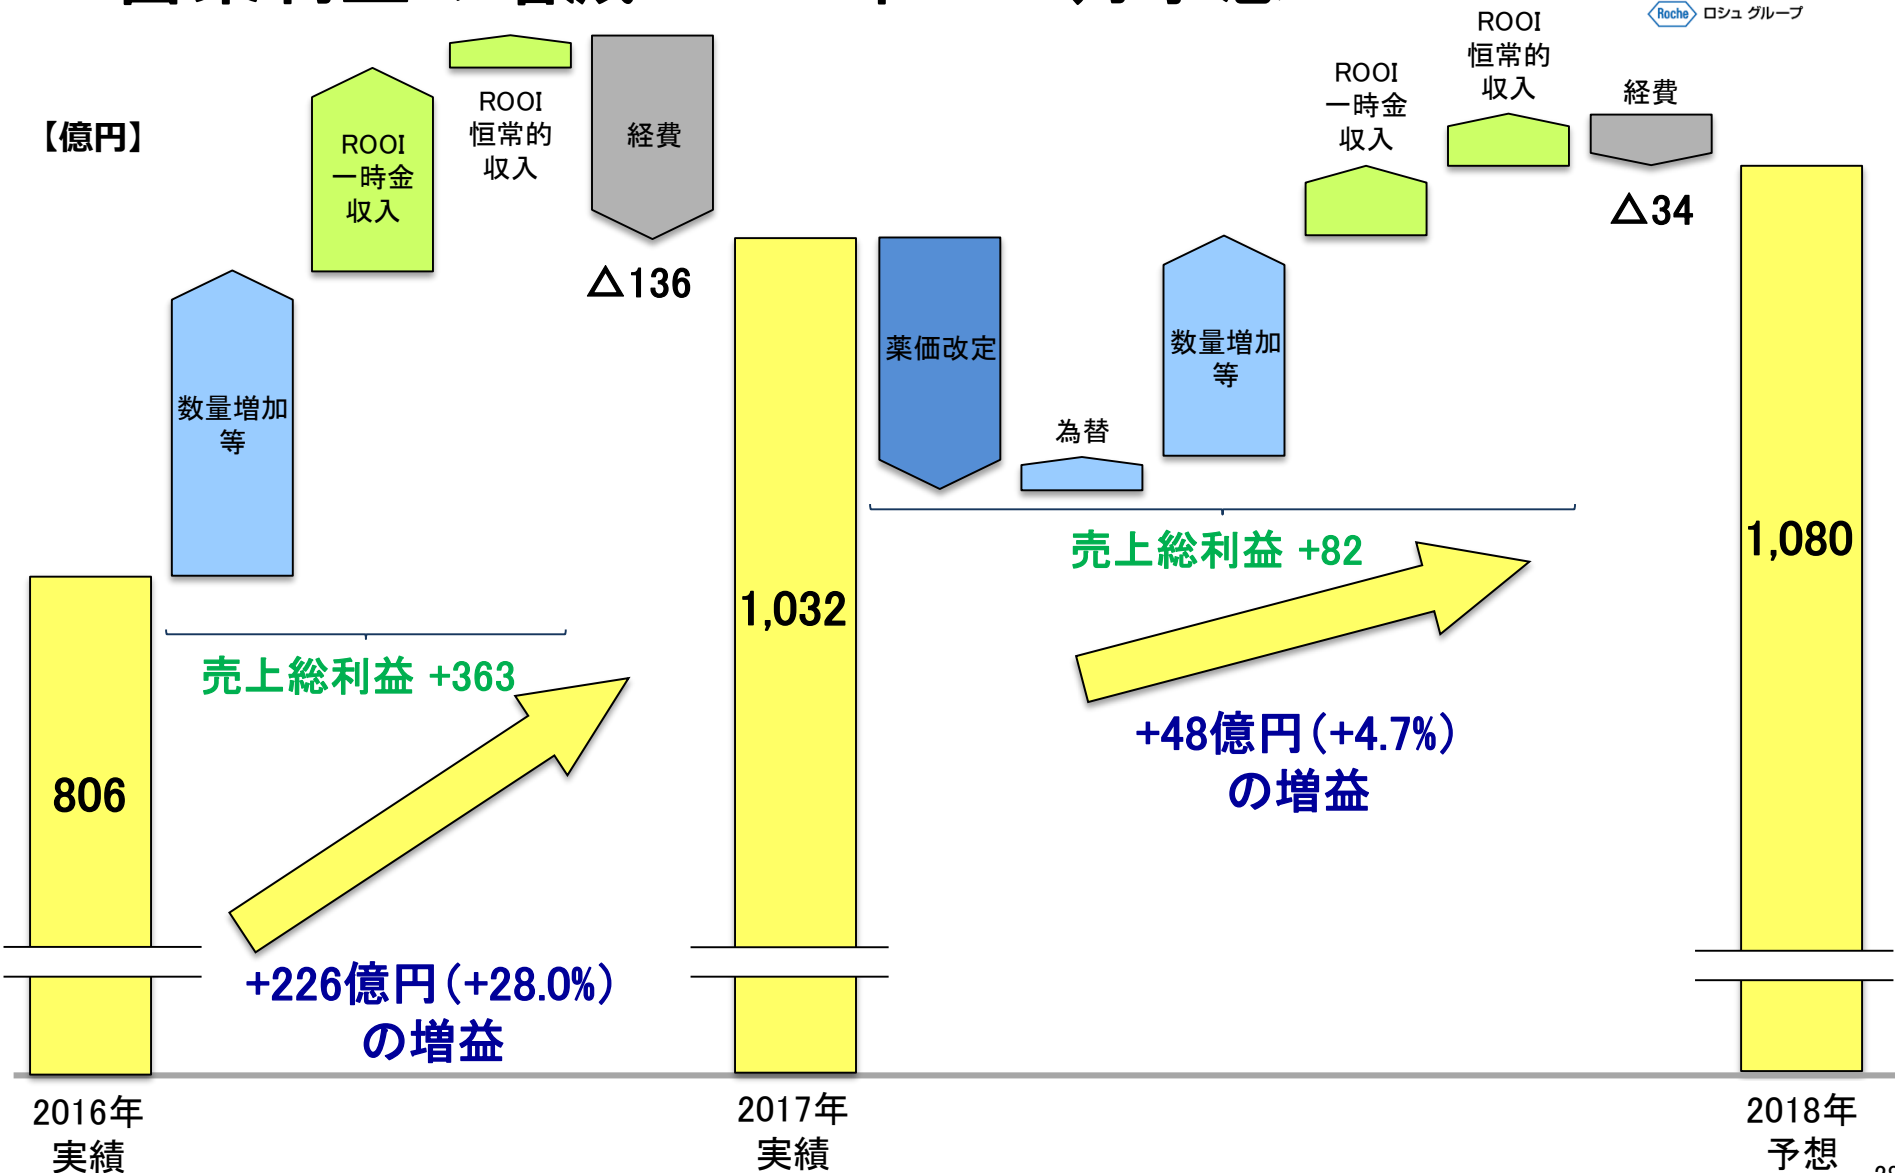 Roche ロシュ グループ
【億円】
ROOI
一時金
収入
ROOI
恒常的
収入
経費
△136
数量増加
等
売上総利益 +363
806
+226億円(+28.0%)
の増益
1,032
薬価改定
為替
数量増加
等
ROOI
一時金
収入
ROOI
恒常的
収入
経費
△34
売上総利益 +82
+48億円(+4.7%)
の増益
1,080
2016年
実績
2017年
実績
2018年
予想